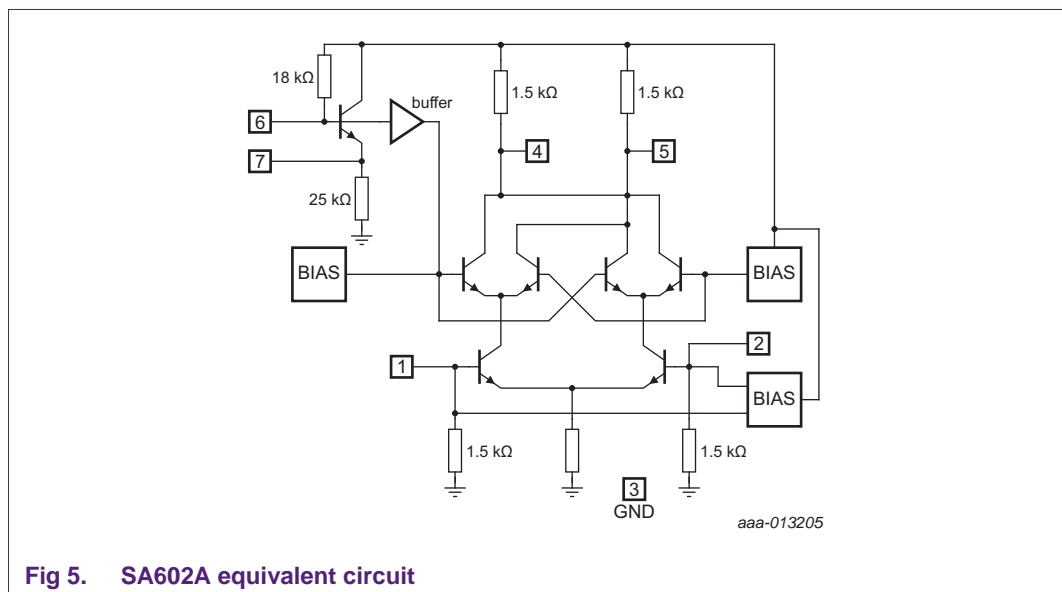 18 kΩ
1.5 kΩ
1.5 kΩ
buffer
6
7
4
5
25 kΩ
BIAS
BIAS
2
1
BIAS
1.5 kΩ
1.5 kΩ
3
GND
aaa-013205
Fig 5. SA602A equivalent circuit